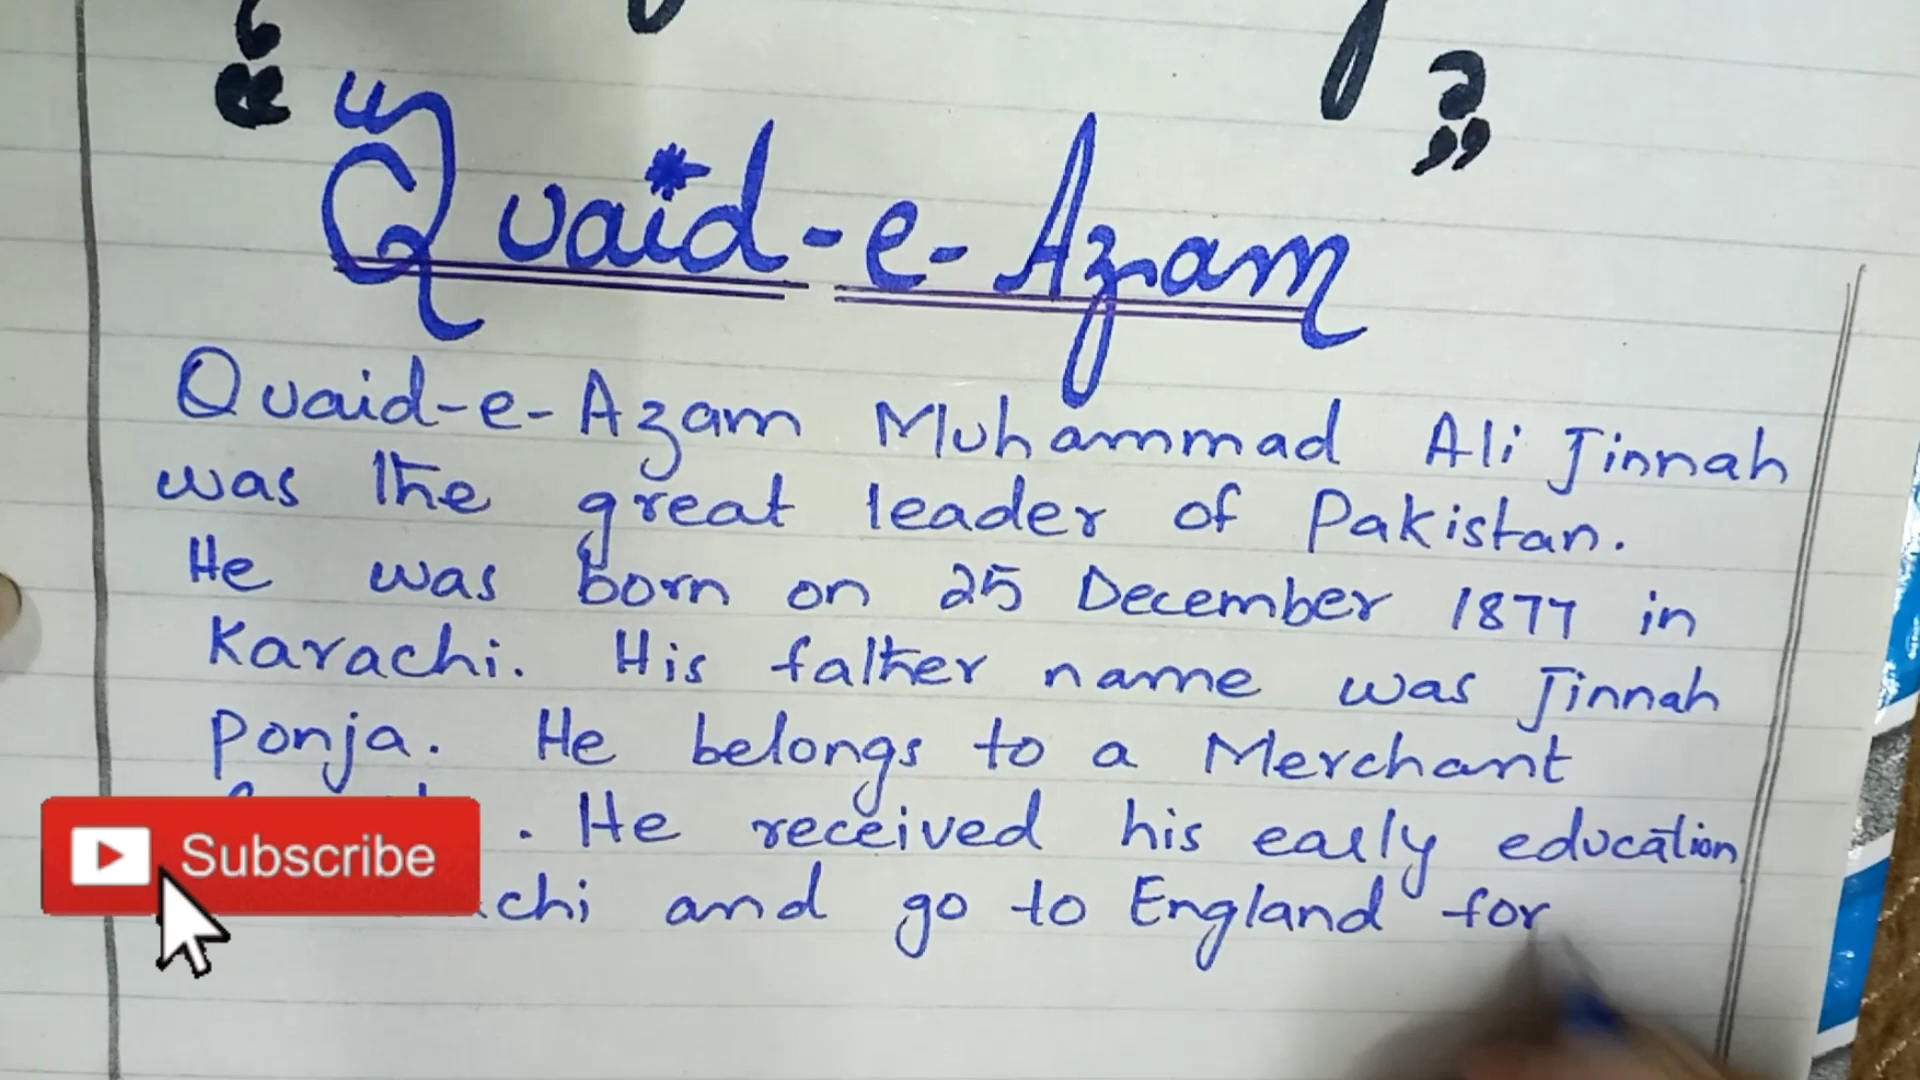 Quaid-e-Azam
Quaid-e-Azam Muhammad Ali Jinnah
was the great leader of Pakistan.
He was born on 25 December 1877 in
Karachi. His father name was Jinnah
Ponja. He belongs to a Merchant
. He received his early education
chi and go to England for
Subscribe